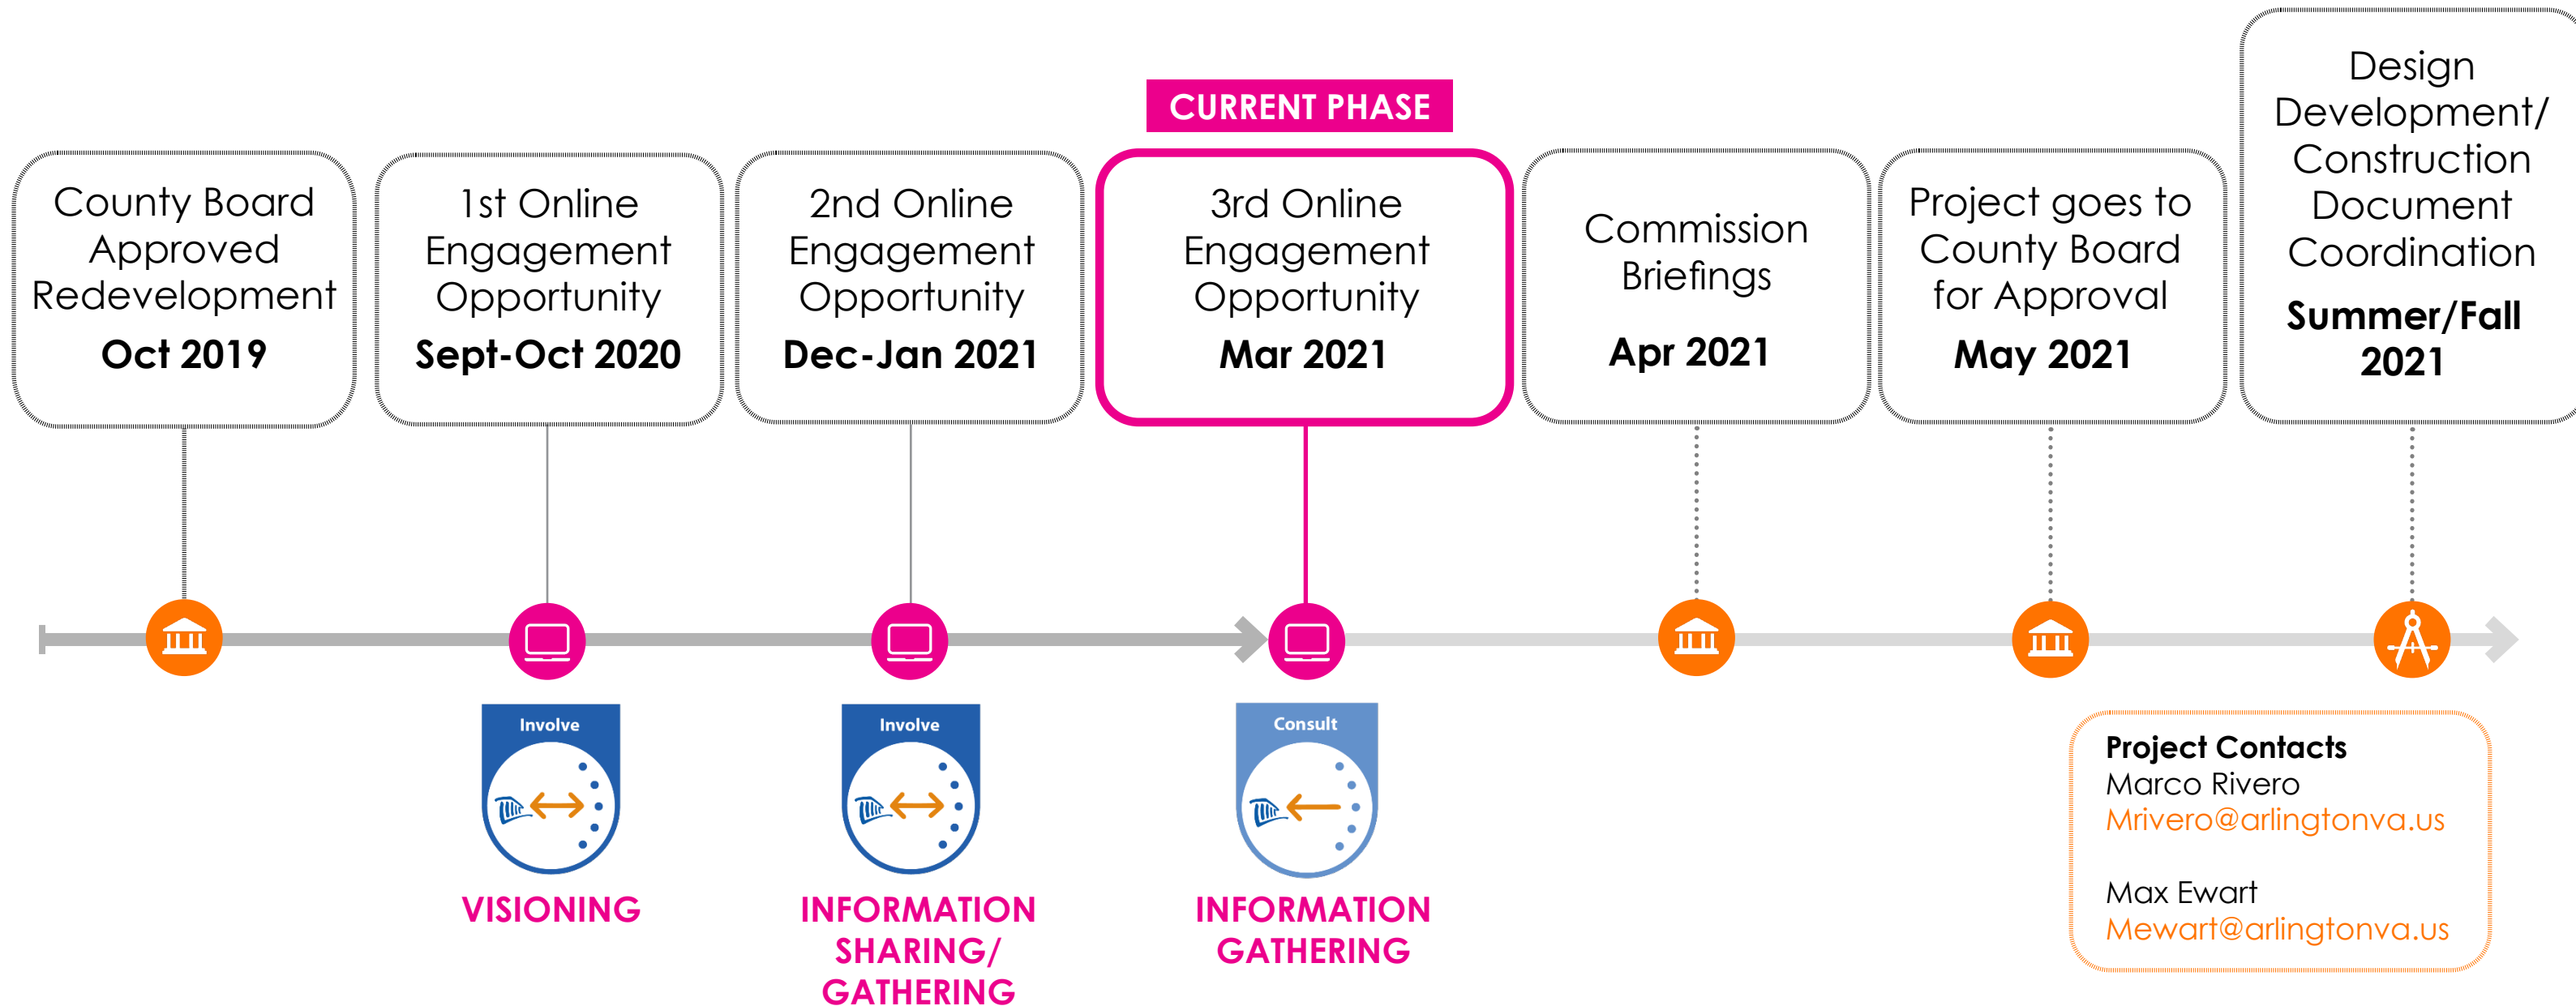 CURRENT PHASE
County Board
Approved
Redevelopment
Oct 2019
1st Online
Engagement
Opportunity
Sept-Oct 2020
2nd Online
Engagement
Opportunity
Dec-Jan 2021
3rd Online
Engagement
Opportunity
Mar 2021
Commission
Briefings
Apr 2021
Project goes to
County Board
for Approval
May 2021
Design
Development/
Construction
Document
Coordination
Summer/Fall
2021
Involve
VISIONING
Involve
INFORMATION
SHARING/
GATHERING
Consult
INFORMATION
GATHERING
Project Contacts
Marco Rivero
Mrivero@arlingtonva.us
Max Ewart
Mewart@arlingtonva.us